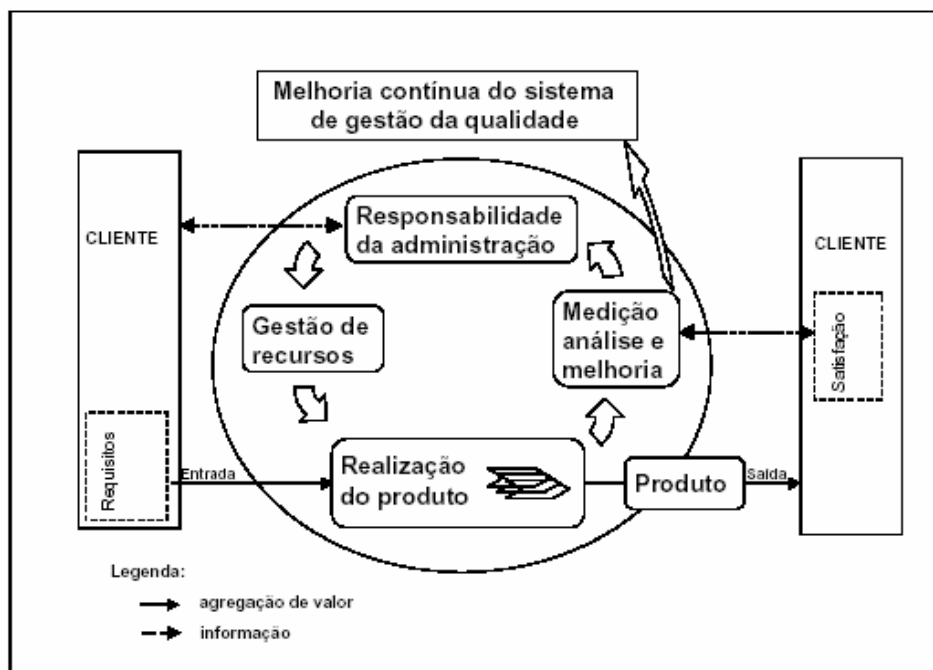 Melhoria contínua do sistema
de gestão da qualidade
CLIENTE
Requisitos
Responsabilidade
da administração
Gestão de
recursos
Medição
análise e
melhoria
CLIENTE
Satisfação
Entrada
Realização
do produto
Produto
Saída
Legenda:
agregação de valor
informação